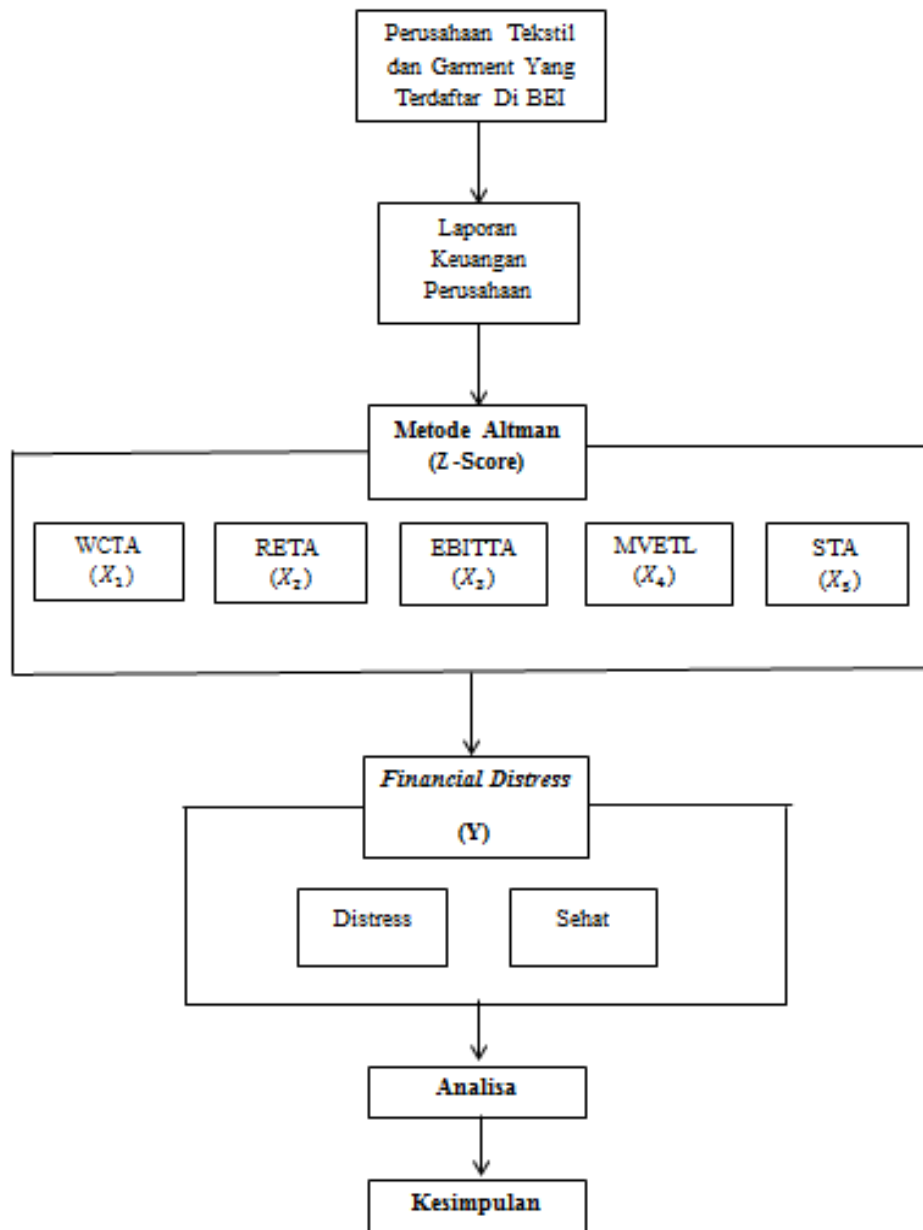 Perusahaan Tekstil
dan Garment Yang
Terdaftar Di BEI
Laporan
Keuangan
Perusahaan
Metode Altman
(Z -Score)
WCTA
(X₁)
RETA
(X₂)
EBITTA
(X₃)
MVETL
(X₄)
STA
(X₅)
Financial Distress
(Y)
Distress
Sehat
Analisa
Kesimpulan